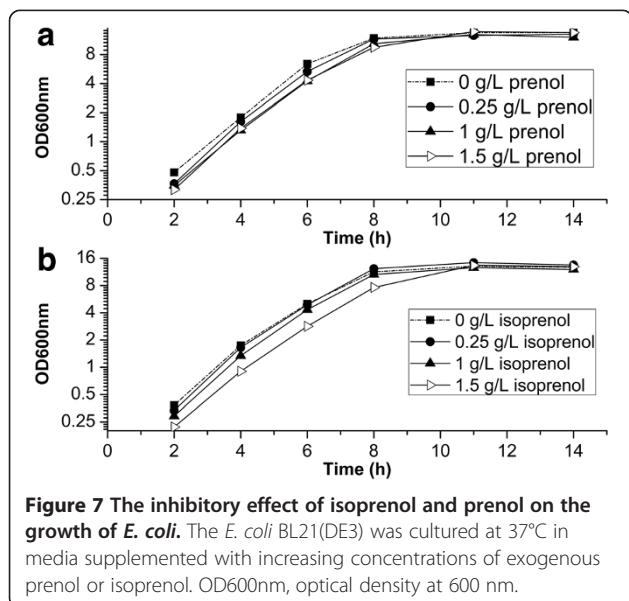 a
OD600nm
8
4
2
1
0.5
0.25
0 g/L prenol
0.25 g/L prenol
1 g/L prenol
1.5 g/L prenol
0 2 4 6 8 10 12 14
Time (h)
b
OD600nm
16
8
4
2
1
0.5
0.25
0 g/L isoprenol
0.25 g/L isoprenol
1 g/L isoprenol
1.5 g/L isoprenol
0 2 4 6 8 10 12 14
Time (h)
Figure 7 The inhibitory effect of isoprenol and prenol on the
growth of E. coli. The E. coli BL21(DE3) was cultured at 37°C in
media supplemented with increasing concentrations of exogenous
prenol or isoprenol. OD600nm, optical density at 600 nm.